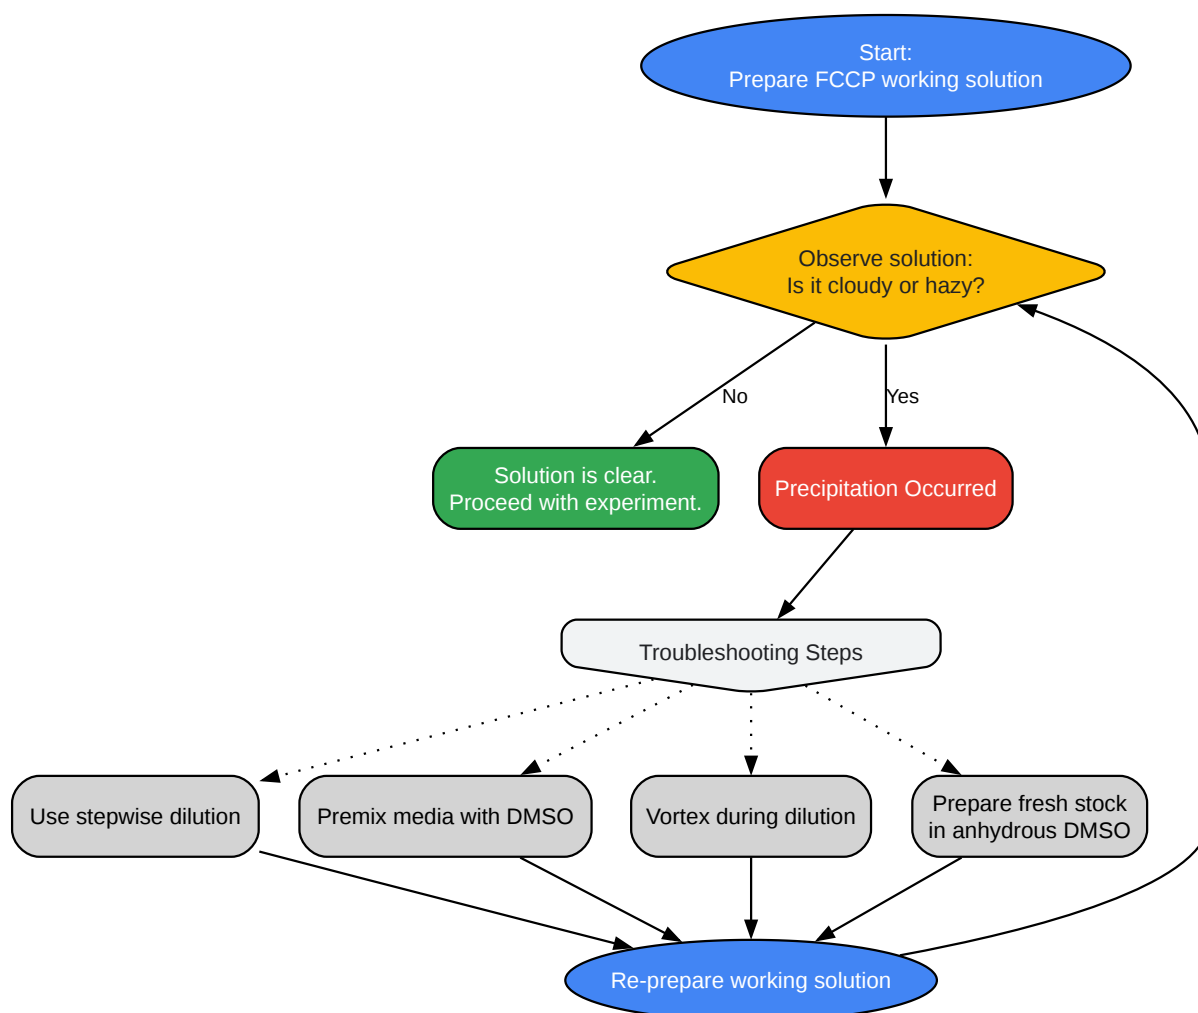 Start:
Prepare FCCP working solution
Observe solution:
Is it cloudy or hazy?
No
Yes
Solution is clear.
Proceed with experiment.
Precipitation Occurred
Troubleshooting Steps
Use stepwise dilution
Premix media with DMSO
Vortex during dilution
Prepare fresh stock
in anhydrous DMSO
Re-prepare working solution